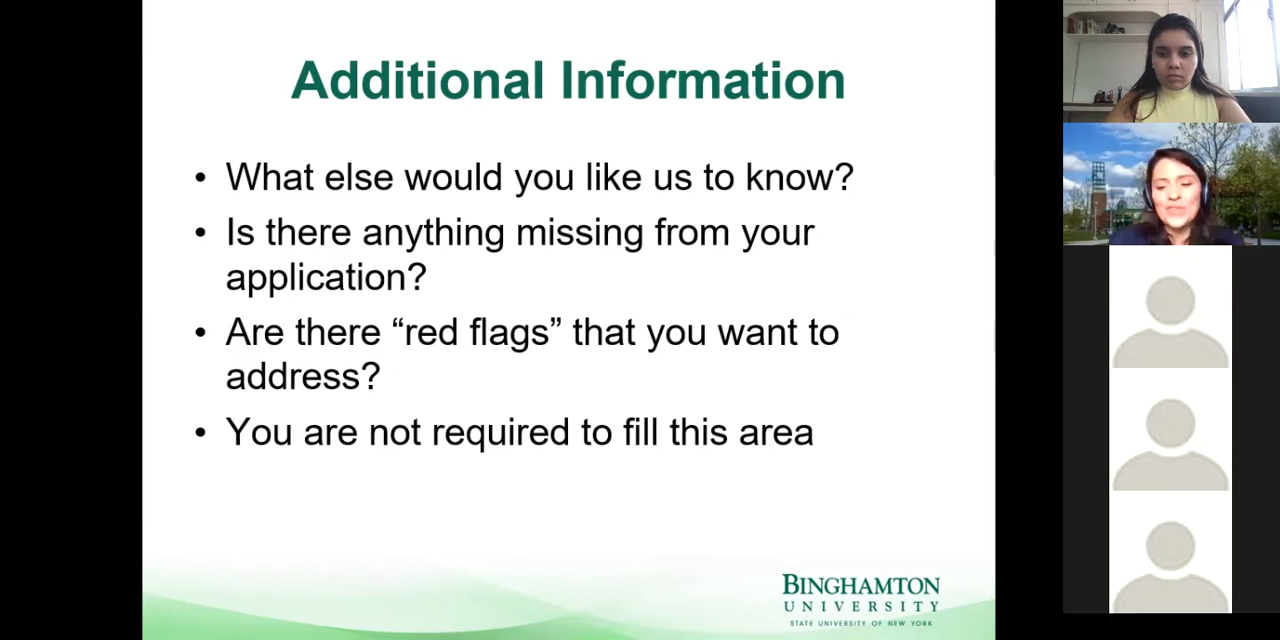 Additional Information
• What else would you like us to know?
• Is there anything missing from your
application?
• Are there “red flags” that you want to
address?
• You are not required to fill this area
BINGHAMTON
UNIVERSITY
STATE UNIVERSITY OF NEW YORK